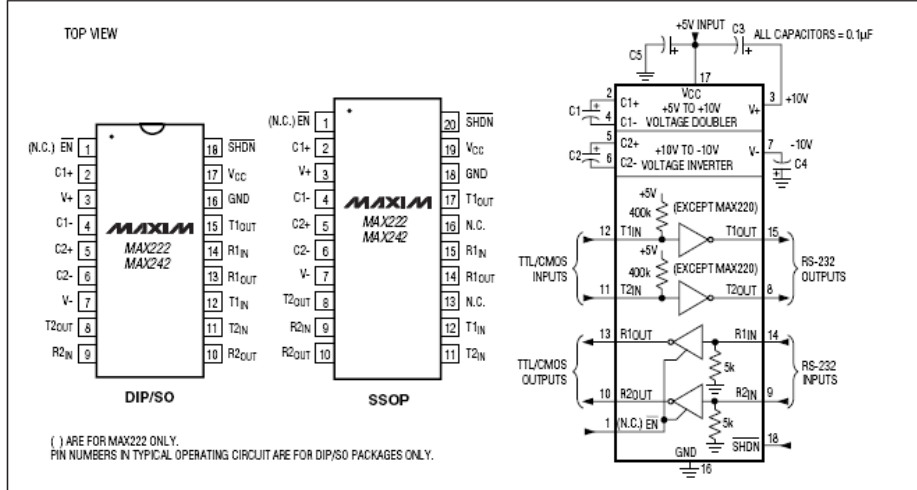 TOP VIEW
(N.C.) EN 1
C1+ 2
V+ 3
C1- 4
C2+ 5
C2- 6
V- 7
T2OUT 8
R2IN 9
18 SHDN
17 VCC
16 GND
15 T1OUT
14 R1IN
13 R1OUT
12 T1IN
11 T2IN
10 R2OUT
MAXIM
MAX222
MAX242
DIP/SO
(N.C.) EN 1
C1+ 2
V+ 3
C1- 4
C2+ 5
C2- 6
V- 7
T2OUT 8
R2IN 9
R2OUT 10
20 SHDN
19 VCC
18 GND
17 T1OUT
16 N.C.
15 R1IN
14 R1OUT
13 N.C.
12 T1IN
11 T2IN
MAXIM
MAX222
MAX242
SSOP
( ) ARE FOR MAX222 ONLY.
PIN NUMBERS IN TYPICAL OPERATING CIRCUIT ARE FOR DIP/SO PACKAGES ONLY.
+5V INPUT
C3
ALL CAPACITORS = 0.1µF
C5
17
VCC
2 C1+
C1
4 C1-
+5V TO +10V
VOLTAGE DOUBLER
V+ 3 +10V
5 C2+
C2
6 C2-
+10V TO -10V
VOLTAGE INVERTER
V- 7 -10V
C4
+5V
400k
(EXCEPT MAX220)
12 T1IN
T1OUT 15
+5V
TTL/CMOS
INPUTS
400k
(EXCEPT MAX220)
RS-232
OUTPUTS
11 T2IN
T2OUT 8
13 R1OUT
R1IN 14
TTL/CMOS
OUTPUTS
5k
RS-232
INPUTS
10 R2OUT
R2IN 9
5k
1 (N.C.) EN
SHDN 18
GND
16